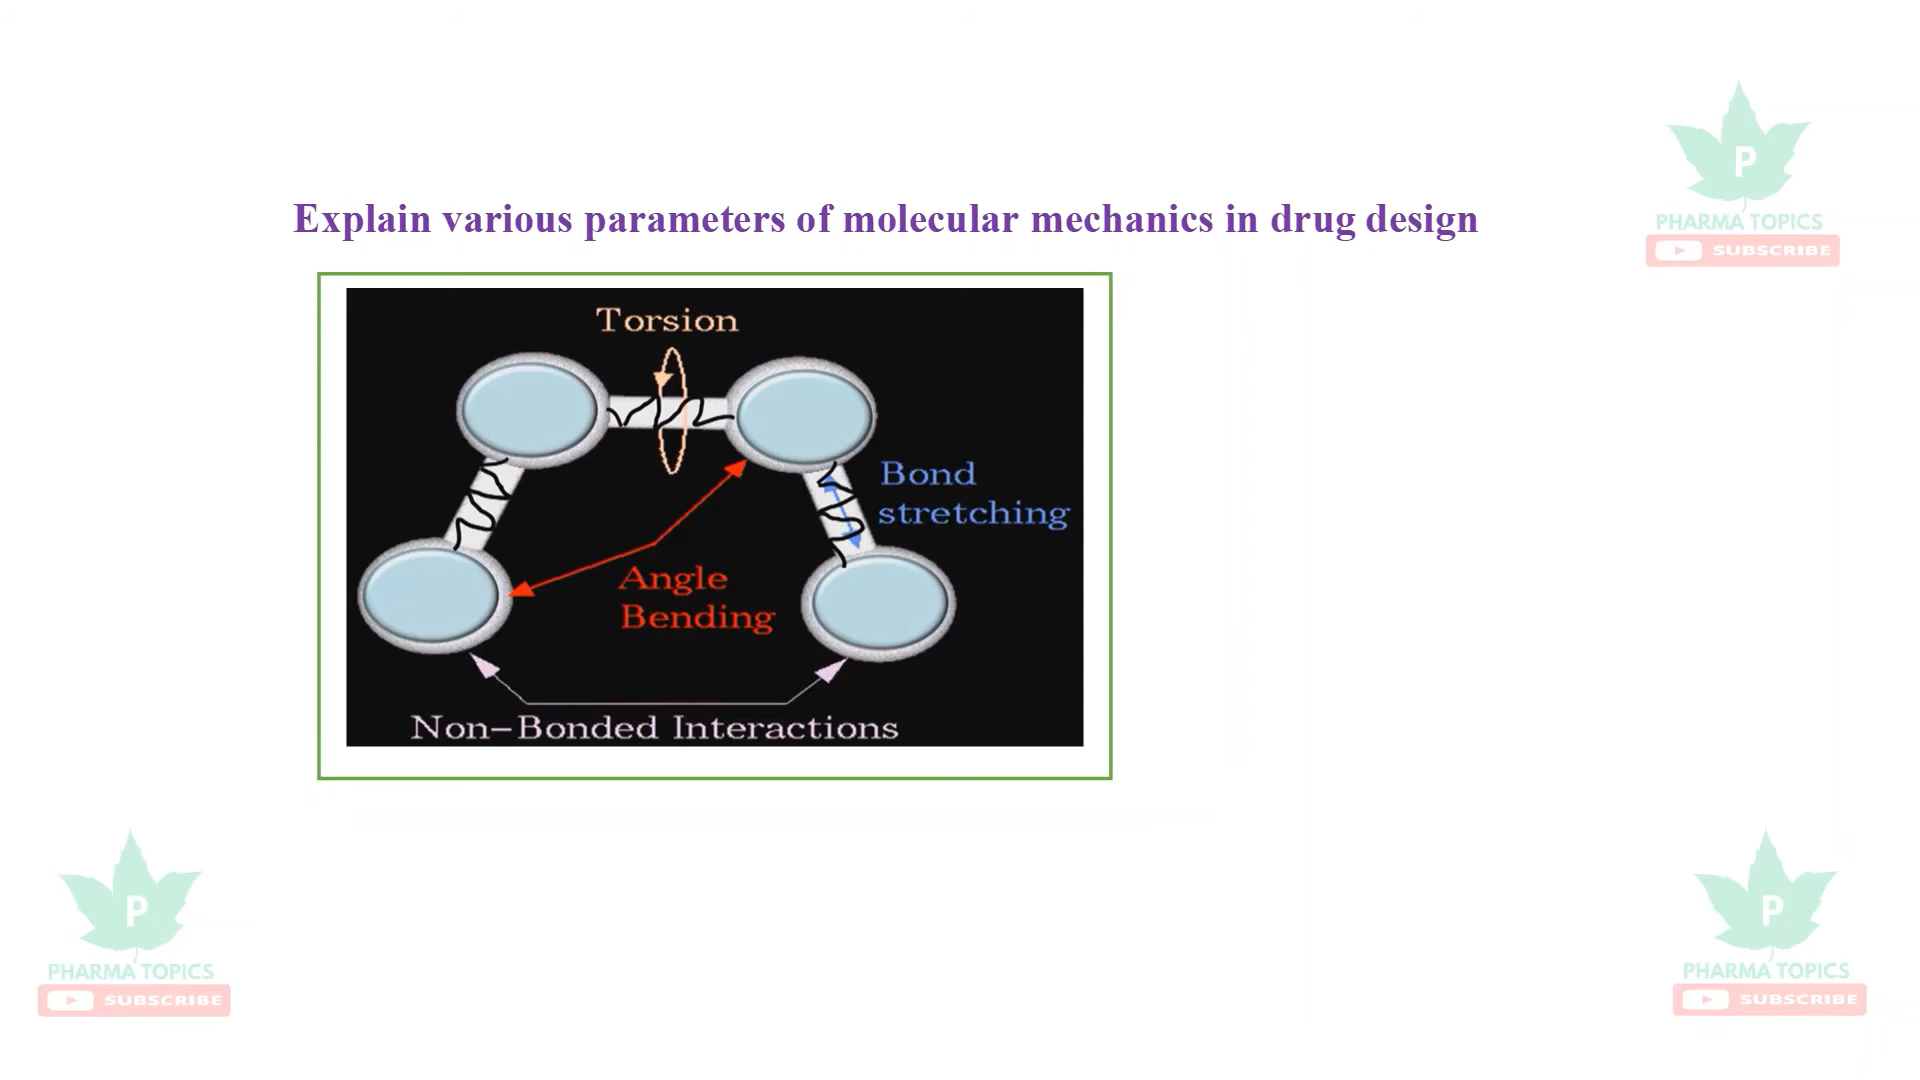 P
PHARMA TOPICS
SUBSCRIBE
Explain various parameters of molecular mechanics in drug design
Torsion
Bond
stretching
Angle
Bending
Non-Bonded Interactions
P
PHARMA TOPICS
SUBSCRIBE
P
PHARMA TOPICS
SUBSCRIBE